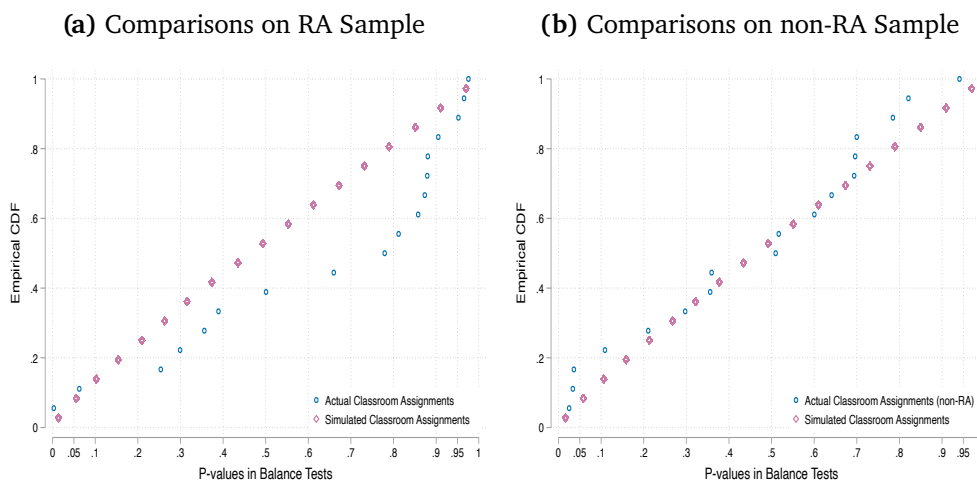 (a) Comparisons on RA Sample
Empirical CDF
1
.8
.6
.4
.2
0
Actual Classroom Assignments
Simulated Classroom Assignments
0 .05 .1 .2 .3 .4 .5 .6 .7 .8 .9 .95 1
P-values in Balance Tests
(b) Comparisons on non-RA Sample
Empirical CDF
1
.8
.6
.4
.2
0
Actual Classroom Assignments (non-RA)
Simulated Classroom Assignments
0 .05 .1 .2 .3 .4 .5 .6 .7 .8 .9 .95
P-values in Balance Tests